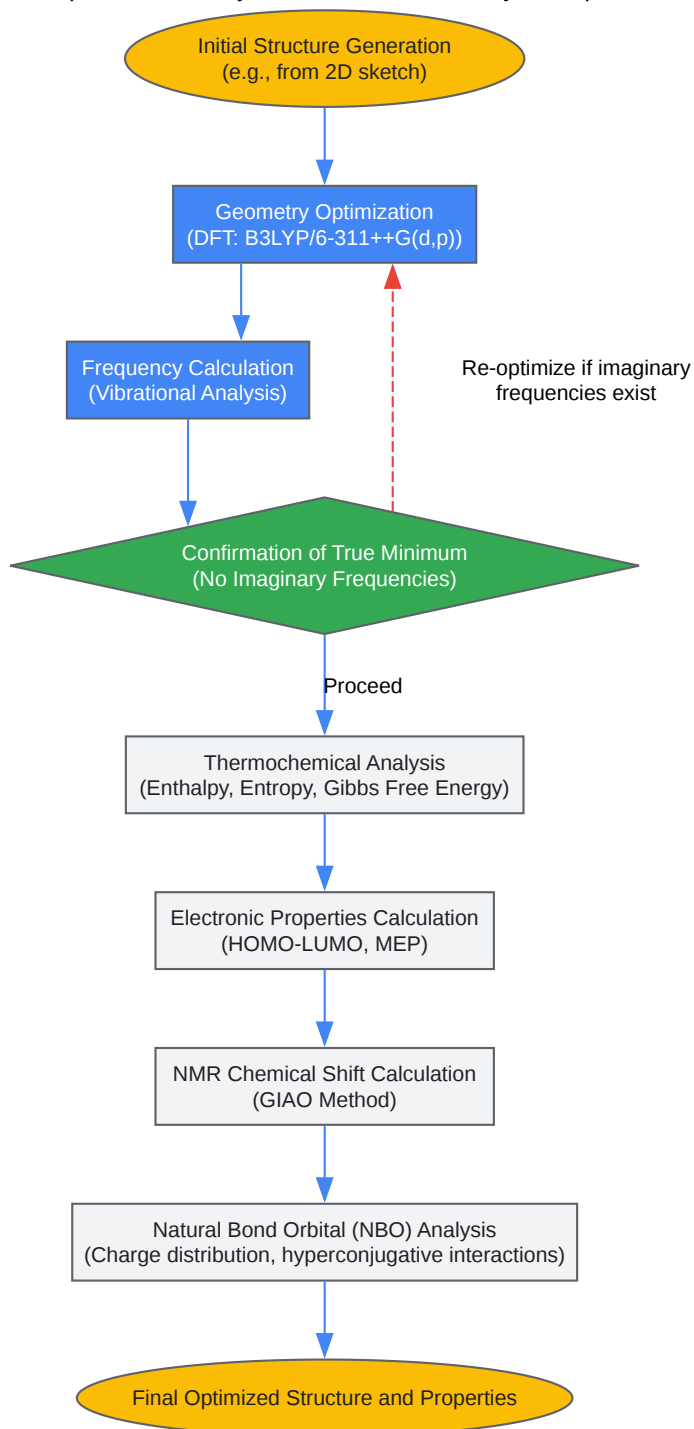 Initial Structure Generation
(e.g., from 2D sketch)
Geometry Optimization
(DFT: B3LYP/6-311++G(d,p))
Frequency Calculation
(Vibrational Analysis)
Re-optimize if imaginary
frequencies exist
Confirmation of True Minimum
(No Imaginary Frequencies)
Proceed
Thermochemical Analysis
(Enthalpy, Entropy, Gibbs Free Energy)
Electronic Properties Calculation
(HOMO-LUMO, MEP)
NMR Chemical Shift Calculation
(GIAO Method)
Natural Bond Orbital (NBO) Analysis
(Charge distribution, hyperconjugative interactions)
Final Optimized Structure and Properties